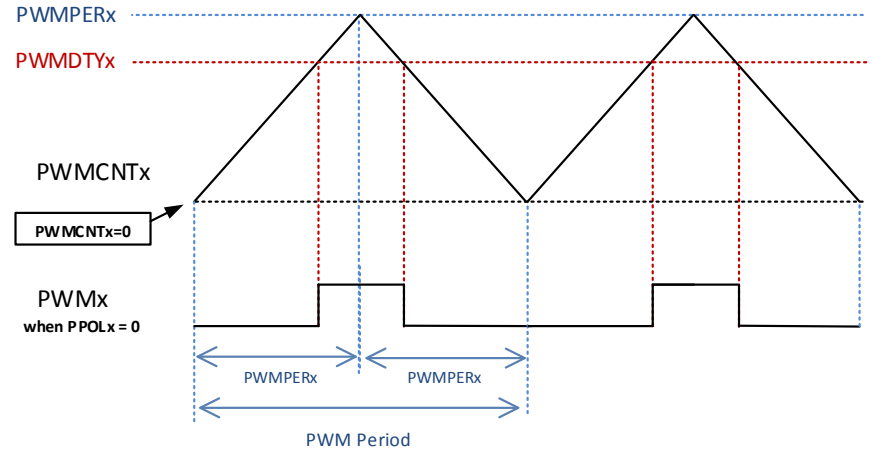 PWMPERx
PWMDTYx
PWMCNTx
PWMCNTx=0
PWMx
when PPOLx = 0
PWMPERx
PWMPERx
PWM Period